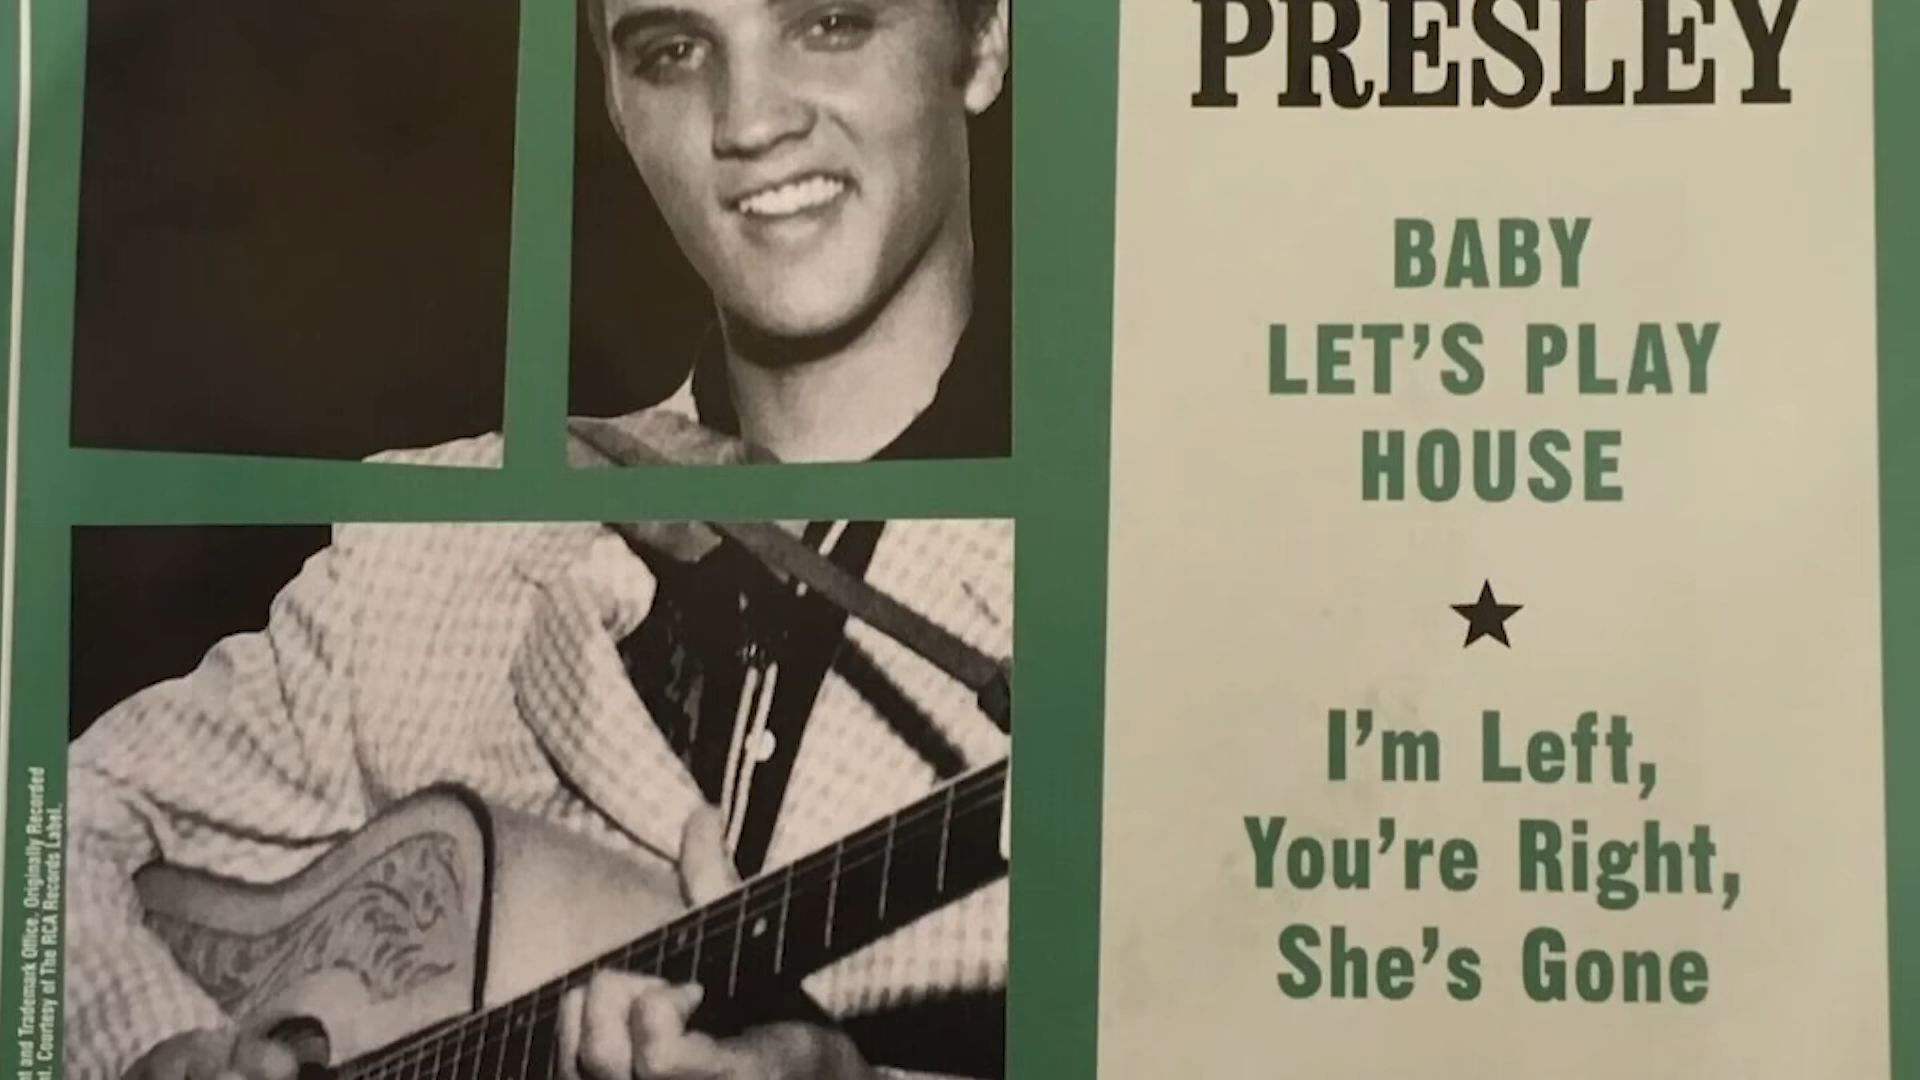 PRESLEY
BABY
LET'S PLAY
HOUSE
I'm Left,
You're Right,
She's Gone
and Trademark Office. Originally Recorded
Courtesy of The RCA Records Label.